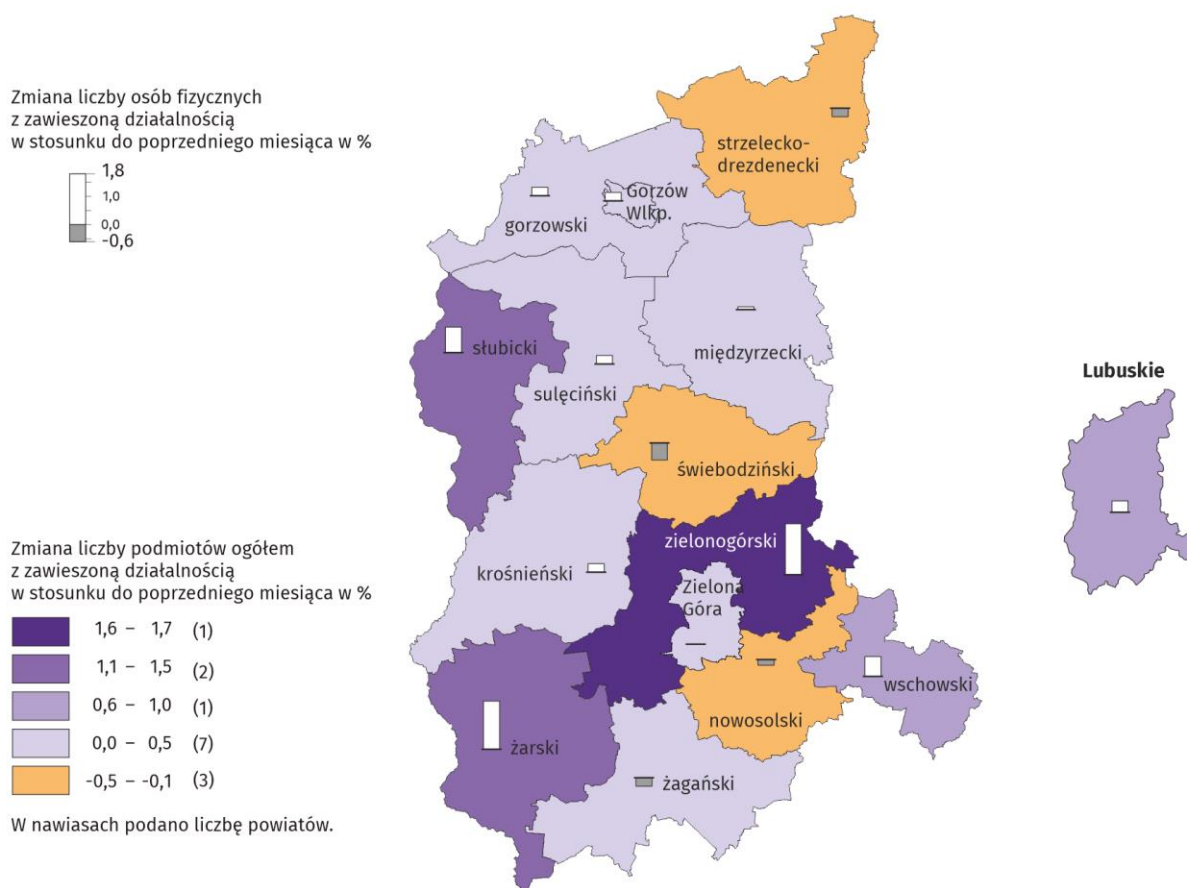 Zmiana liczby osób fizycznych
z zawieszoną działalnością
w stosunku do poprzedniego miesiąca w %
1,8
1,0
0,0
-0,6
strzelecko-
drezdenecki
Gorzów
Wlkp.
gorzowski
słubicki
międzyrzecki
sulęciński
Lubuskie
świebodziński
zielonogórski
krośnieński
Zielona
Góra
wschowski
nowosolski
żarski
żagański
Zmiana liczby podmiotów ogółem
z zawieszoną działalnością
w stosunku do poprzedniego miesiąca w %
1,6 – 1,7 (1)
1,1 – 1,5 (2)
0,6 – 1,0 (1)
0,0 – 0,5 (7)
-0,5 – -0,1 (3)
W nawiasach podano liczbę powiatów.